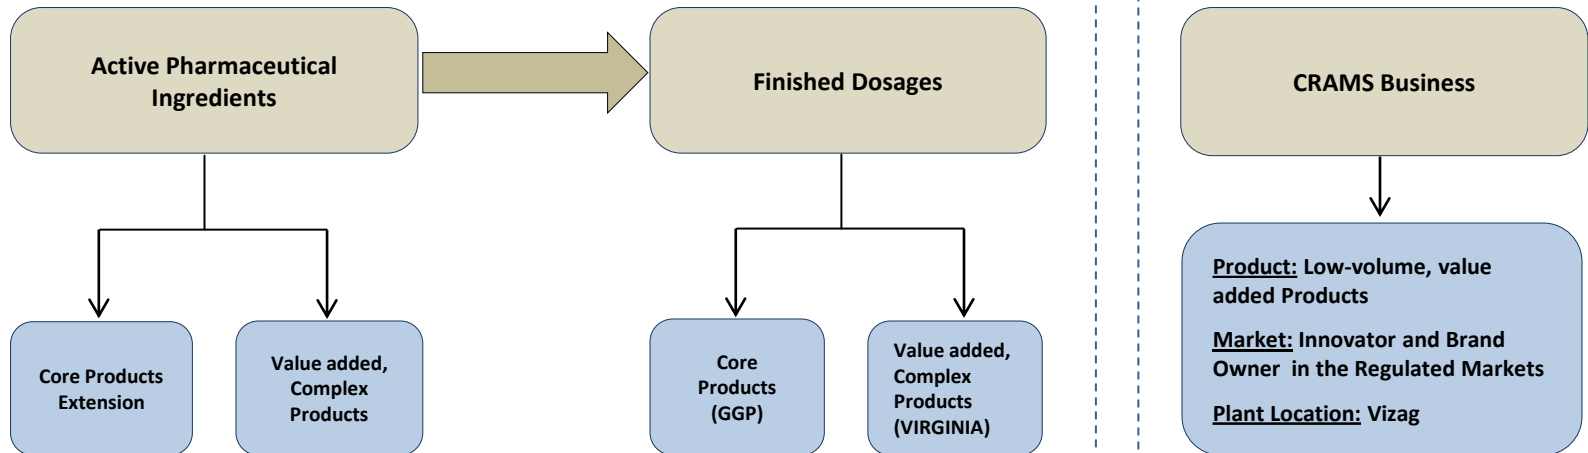 Active Pharmaceutical
Ingredients
Finished Dosages
CRAMS Business
Core Products
Extension
Value added,
Complex
Products
Core
Products
(GGP)
Value added,
Complex
Products
(VIRGINIA)
Product: Low-volume, value
added Products
Market: Innovator and Brand
Owner in the Regulated Markets
Plant Location: Vizag